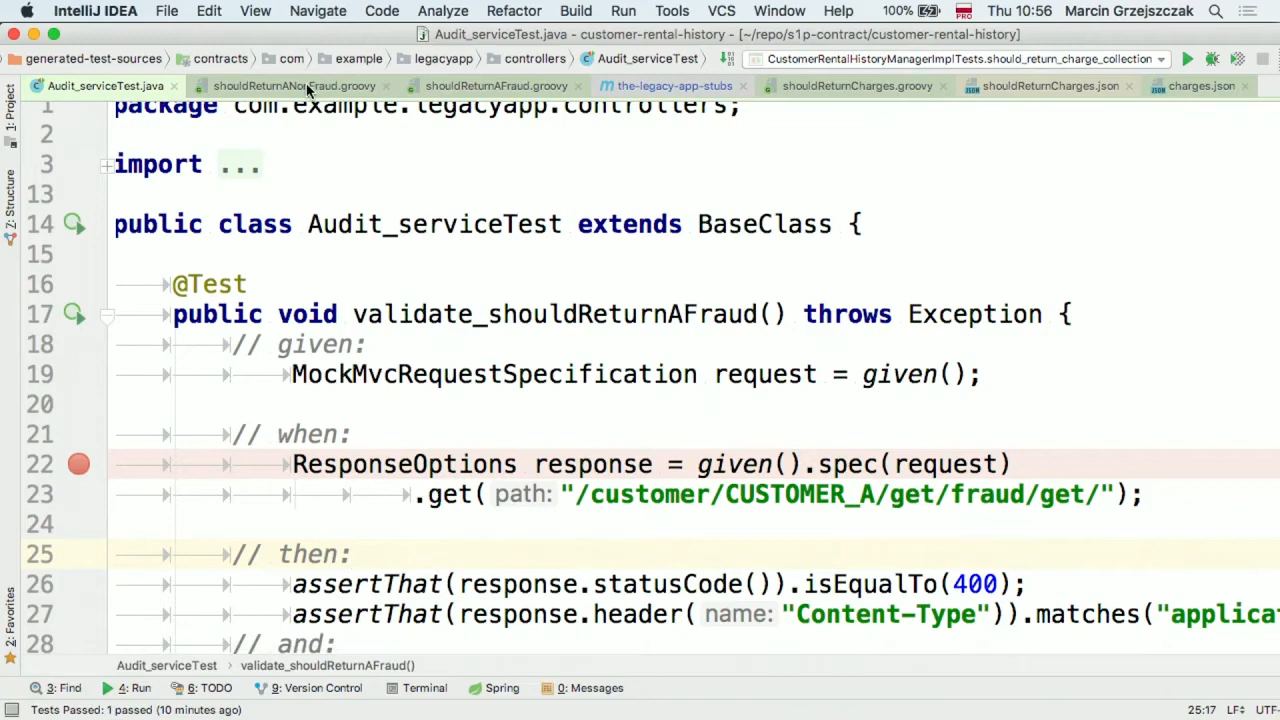 IntelliJ IDEA File Edit View Navigate Code Analyze Refactor Build Run Tools VCS Window Help 100% PRO Thu 10:56 Marcin Grzejszczak
Audit_serviceTest.java - customer-rental-history - [~/repo/s1p-contract/customer-rental-history]
generated-test-sources contracts com example legacyapp controllers Audit_serviceTest CustomerRentalHistoryManagerImplTests.should_return_charge_collection
Audit_serviceTest.java shouldReturnANonFraud.groovy shouldReturnAFraud.groovy the-legacy-app-stubs shouldReturnCharges.groovy shouldReturnCharges.json charges.json
1 package com.example.legacyapp.controllers;
2
3 import ...
13
14 public class Audit_serviceTest extends BaseClass {
15
16 @Test
17 public void validate_shouldReturnAFraud() throws Exception {
18 // given:
19 MockMvcRequestSpecification request = given();
20
21 // when:
22 ResponseOptions response = given().spec(request)
23 .get( path: "/customer/CUSTOMER_A/get/fraud/get/");
24
25 // then:
26 assertThat(response.statusCode()).isEqualTo(400);
27 assertThat(response.header( name: "Content-Type")).matches("applica
28 // and:
1: Project
Z: Structure
2: Favorites
Audit_serviceTest › validate_shouldReturnAFraud()
3: Find 4: Run 6: TODO 9: Version Control Terminal Spring 0: Messages
Tests Passed: 1 passed (10 minutes ago) 25:17 LF÷ UTF-